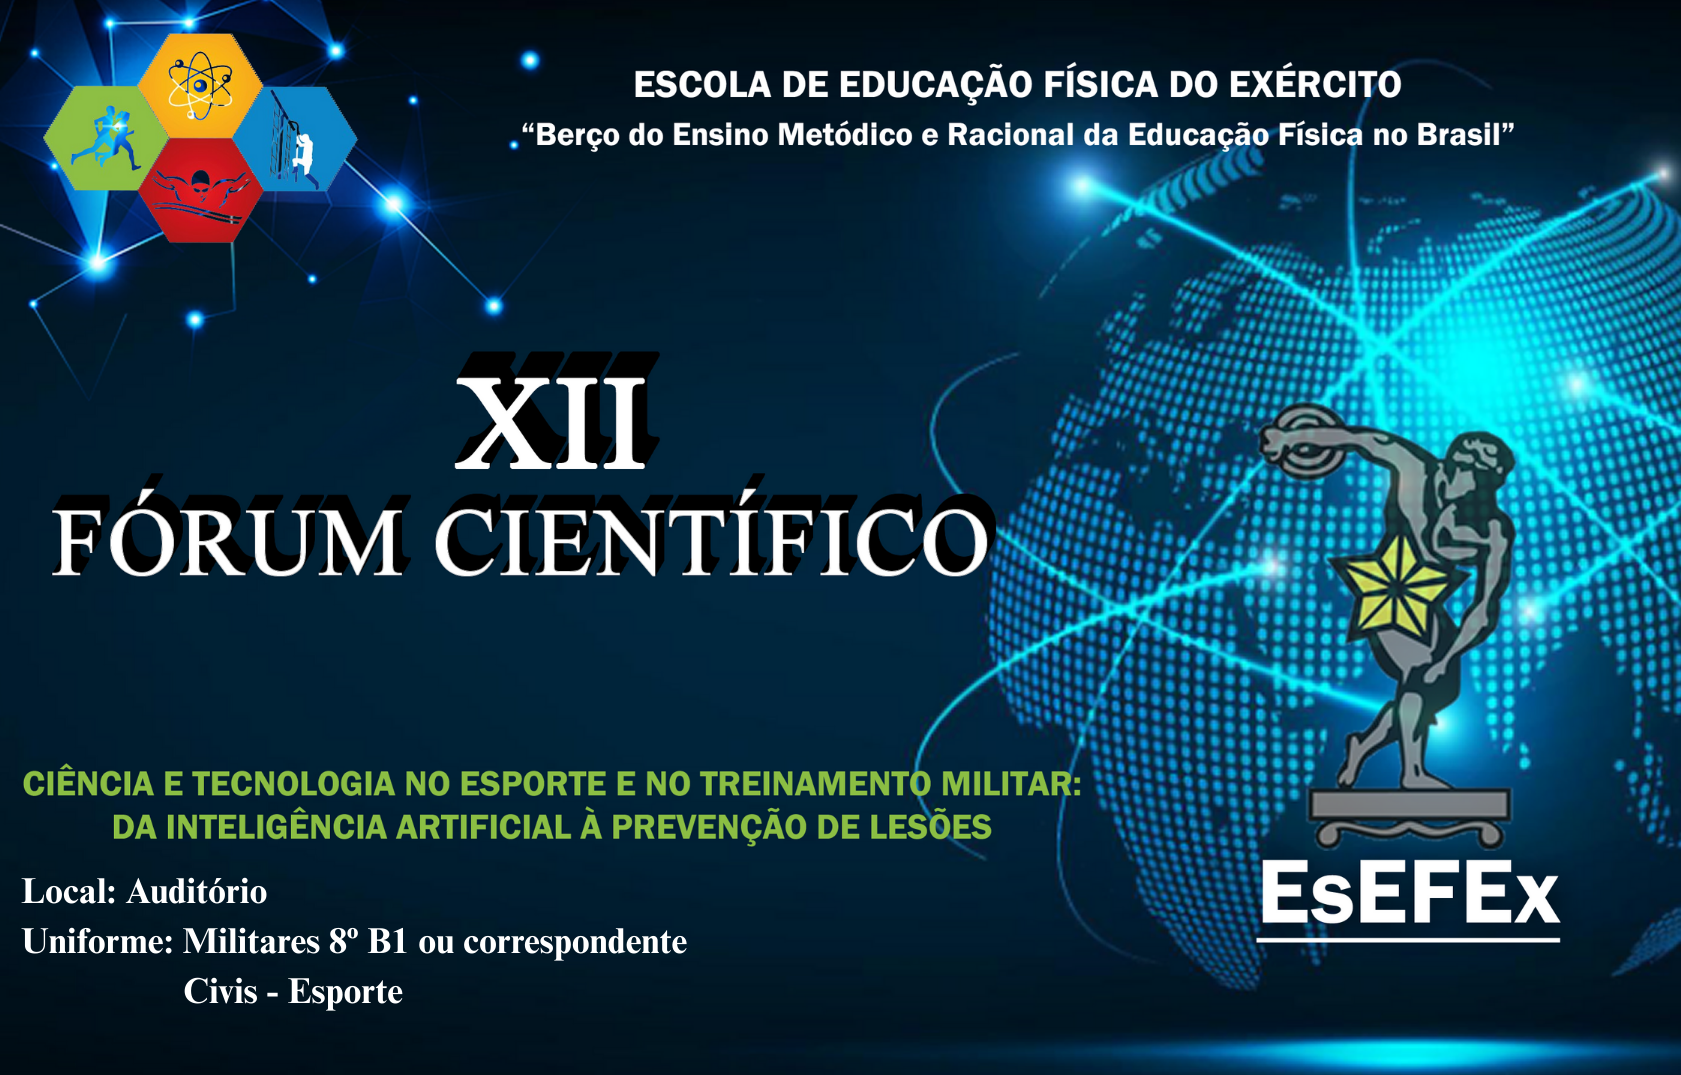 ESCOLA DE EDUCAÇÃO FÍSICA DO EXÉRCITO
“Berço do Ensino Metódico e Racional da Educação Física no Brasil”
XII
FÓRUM CIENTÍFICO
CIÊNCIA E TECNOLOGIA NO ESPORTE E NO TREINAMENTO MILITAR:
DA INTELIGÊNCIA ARTIFICIAL À PREVENÇÃO DE LESÕES
Local: Auditório
Uniforme: Militares 8º B1 ou correspondente
Civis - Esporte
EsEFEx